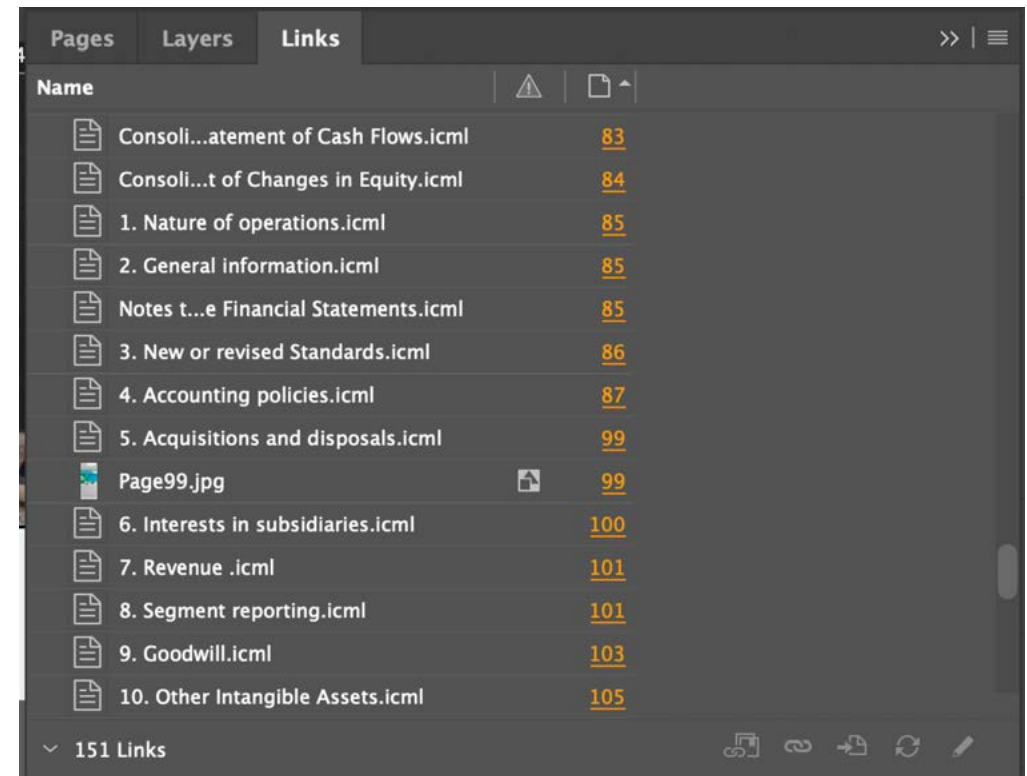 4
Pages Layers Links
Name
Consoli...atement of Cash Flows.icml 83
Consoli...t of Changes in Equity.icml 84
1. Nature of operations.icml 85
2. General information.icml 85
Notes t...e Financial Statements.icml 85
3. New or revised Standards.icml 86
4. Accounting policies.icml 87
5. Acquisitions and disposals.icml 99
Page99.jpg 99
6. Interests in subsidiaries.icml 100
7. Revenue .icml 101
8. Segment reporting.icml 101
9. Goodwill.icml 103
10. Other Intangible Assets.icml 105
151 Links